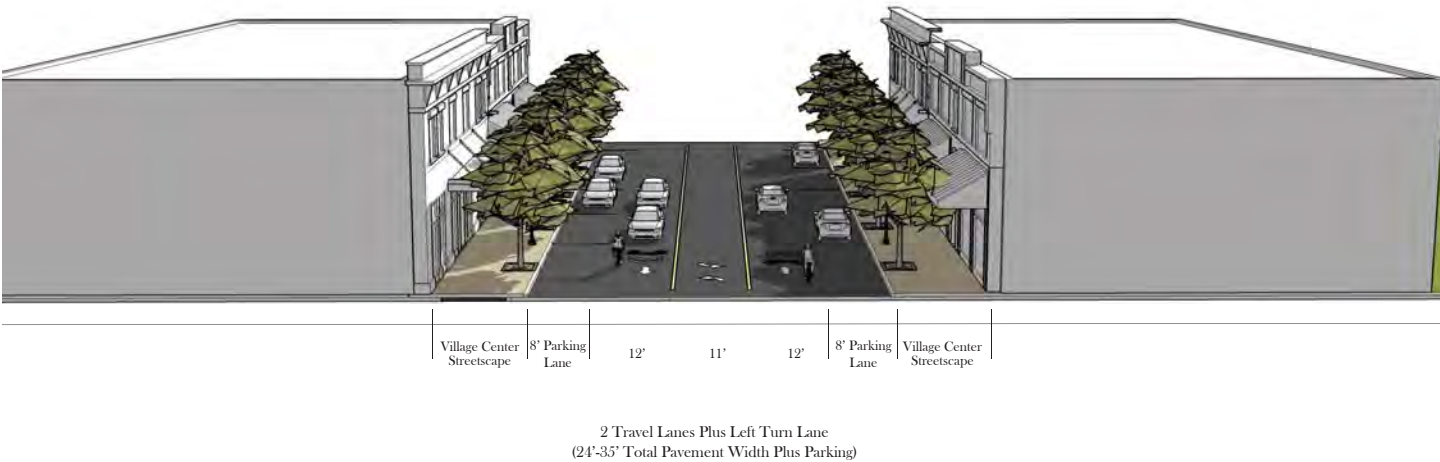 Village Center
Streetscape
8’ Parking
Lane
12’
11’
12’
8’ Parking
Lane
Village Center
Streetscape
2 Travel Lanes Plus Left Turn Lane
(24’-35’ Total Pavement Width Plus Parking)